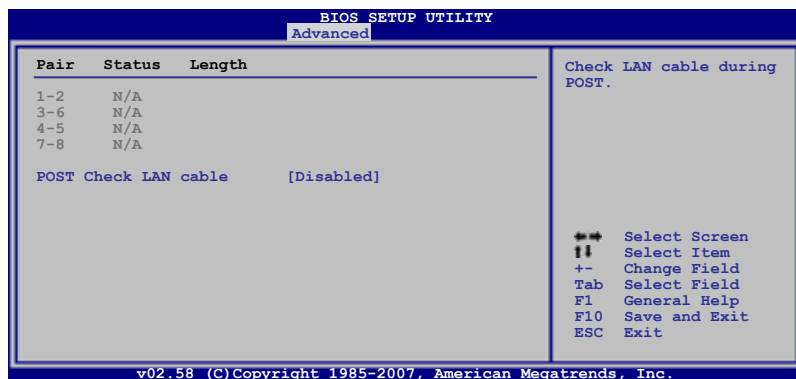 BIOS SETUP UTILITY
Advanced
Pair Status Length
1-2 N/A
3-6 N/A
4-5 N/A
7-8 N/A
POST Check LAN cable [Disabled]
Check LAN cable during
POST.
←→ Select Screen
↑↓ Select Item
+- Change Field
Tab Select Field
F1 General Help
F10 Save and Exit
ESC Exit
v02.58 (C)Copyright 1985-2007, American Megatrends, Inc.